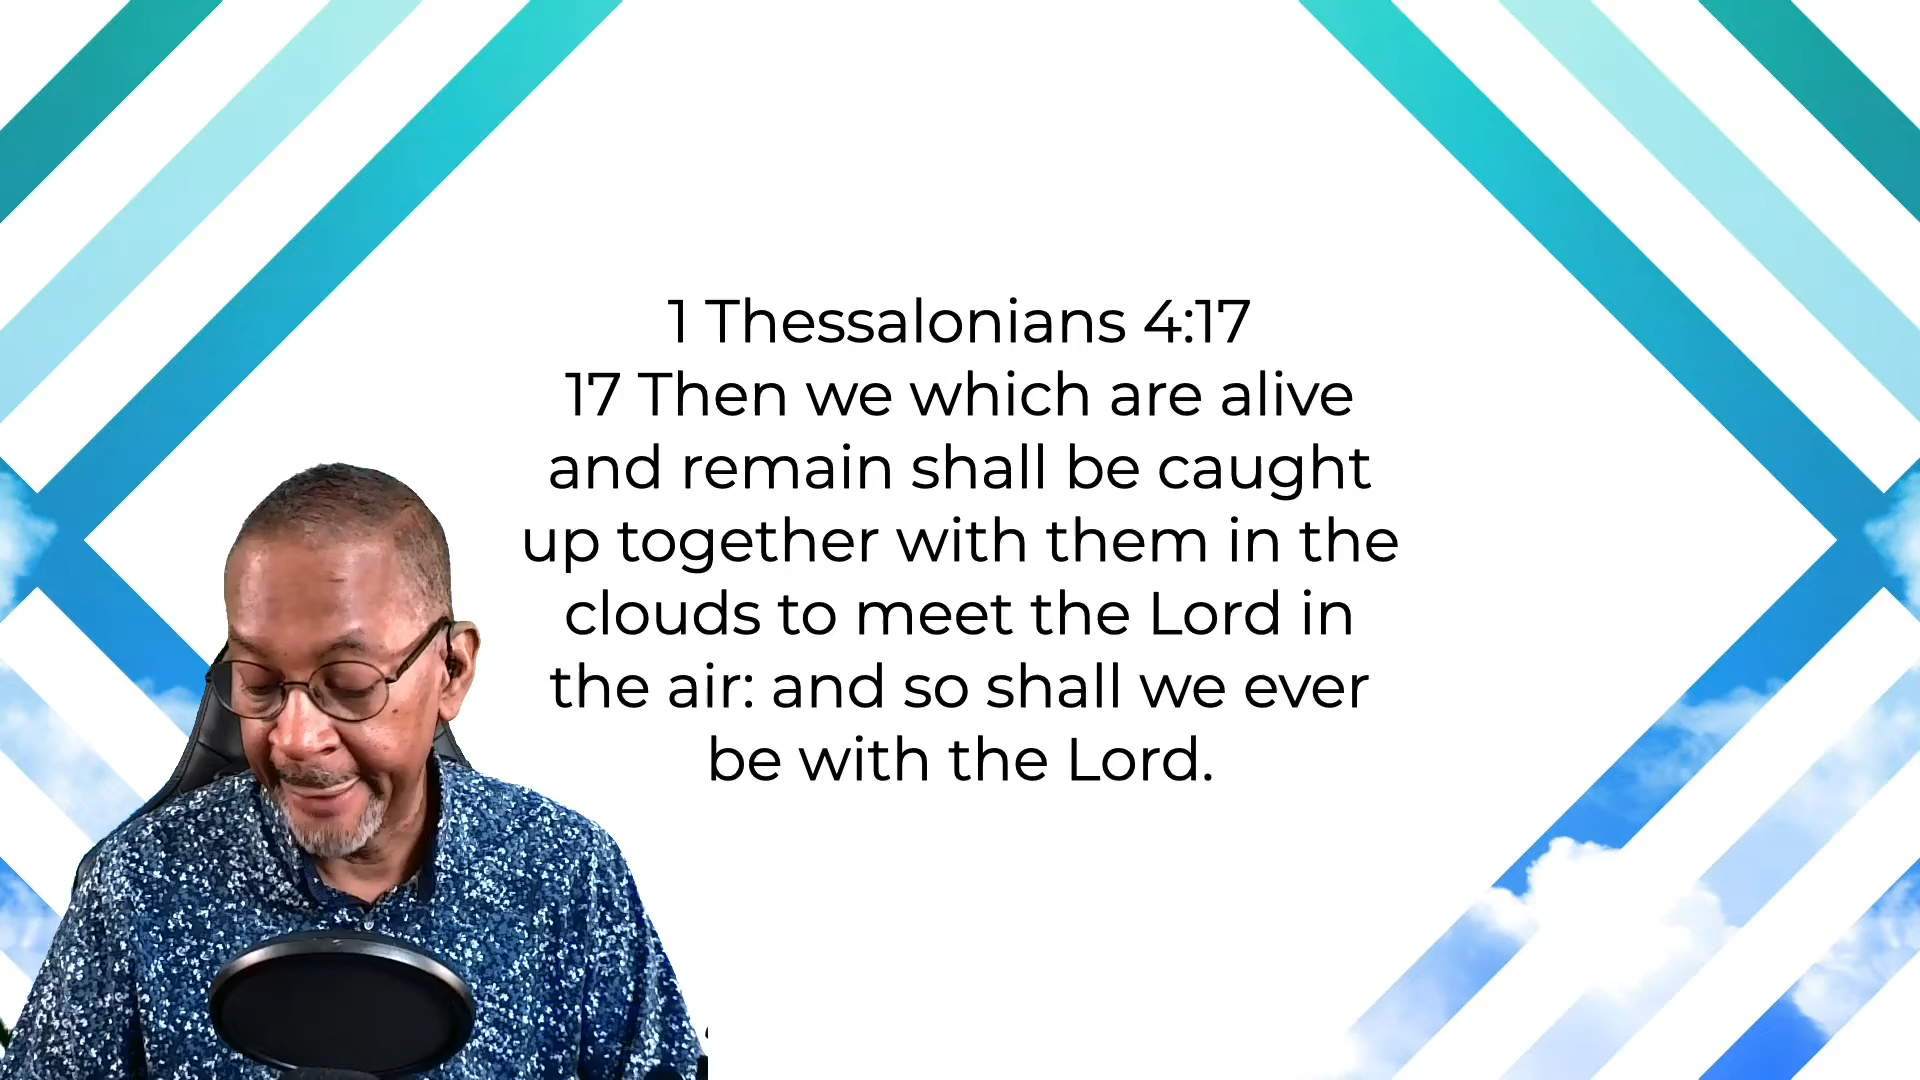 1 Thessalonians 4:17
17 Then we which are alive
and remain shall be caught
up together with them in the
clouds to meet the Lord in
the air: and so shall we ever
be with the Lord.